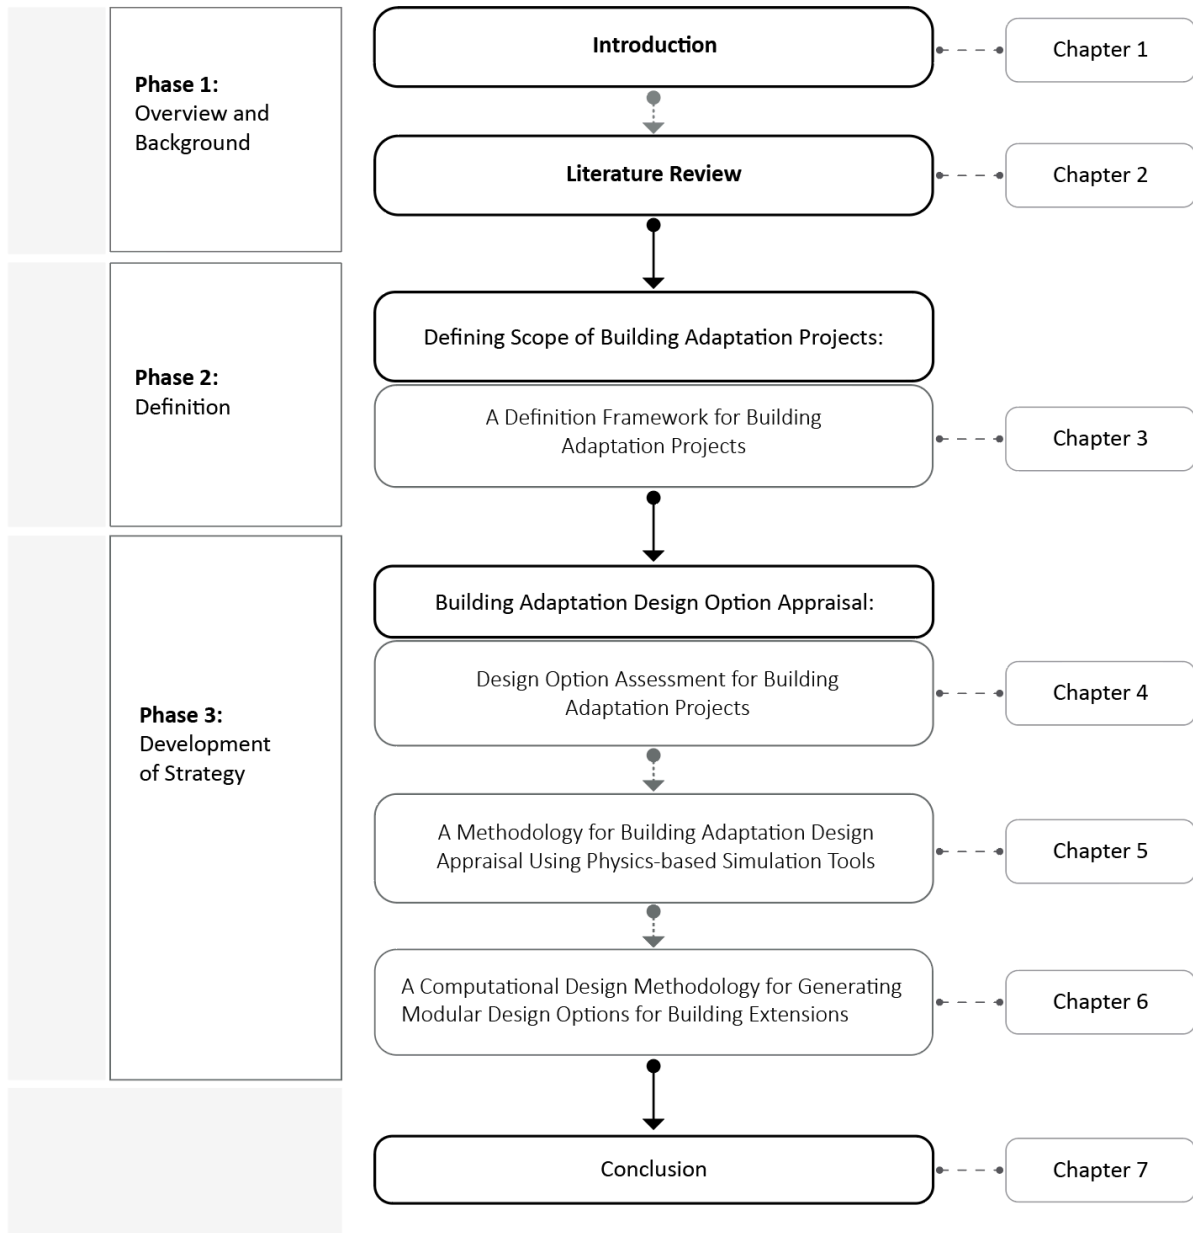 Phase 1:
Overview and
Background
Introduction
Chapter 1
Literature Review
Chapter 2
Phase 2:
Definition
Defining Scope of Building Adaptation Projects:
A Definition Framework for Building
Adaptation Projects
Chapter 3
Phase 3:
Development
of Strategy
Building Adaptation Design Option Appraisal:
Design Option Assessment for Building
Adaptation Projects
Chapter 4
A Methodology for Building Adaptation Design
Appraisal Using Physics-based Simulation Tools
Chapter 5
A Computational Design Methodology for Generating
Modular Design Options for Building Extensions
Chapter 6
Conclusion
Chapter 7